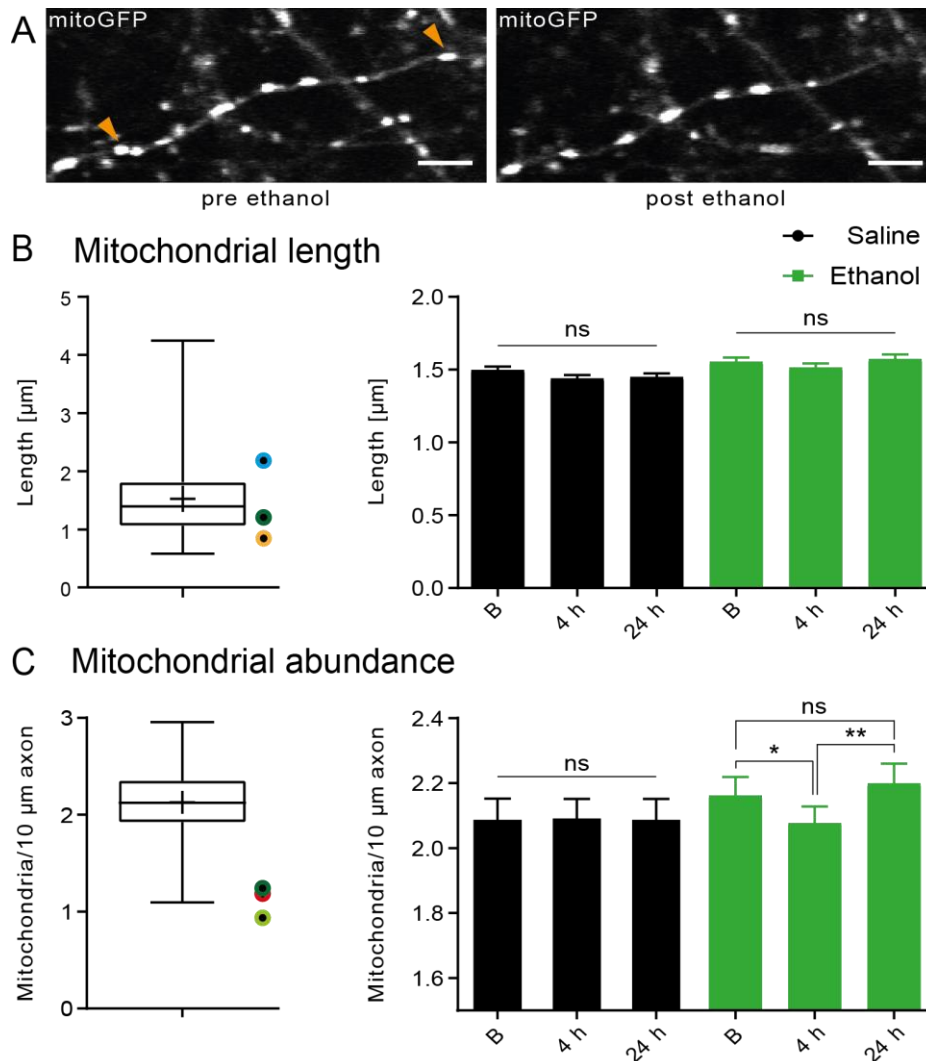 A
mitoGFP
mitoGFP
pre ethanol
post ethanol
B Mitochondrial length
Saline
Ethanol
Length [µm]
5
4
3
2
1
0
Length [µm]
2.0
1.5
1.0
0.5
0.0
ns
ns
B
4 h
24 h
B
4 h
24 h
C Mitochondrial abundance
Mitochondria/10 µm axon
3
2
1
0
Mitochondria/10 µm axon
2.4
2.2
2.0
1.8
1.6
ns
ns
*
**
B
4 h
24 h
B
4 h
24 h